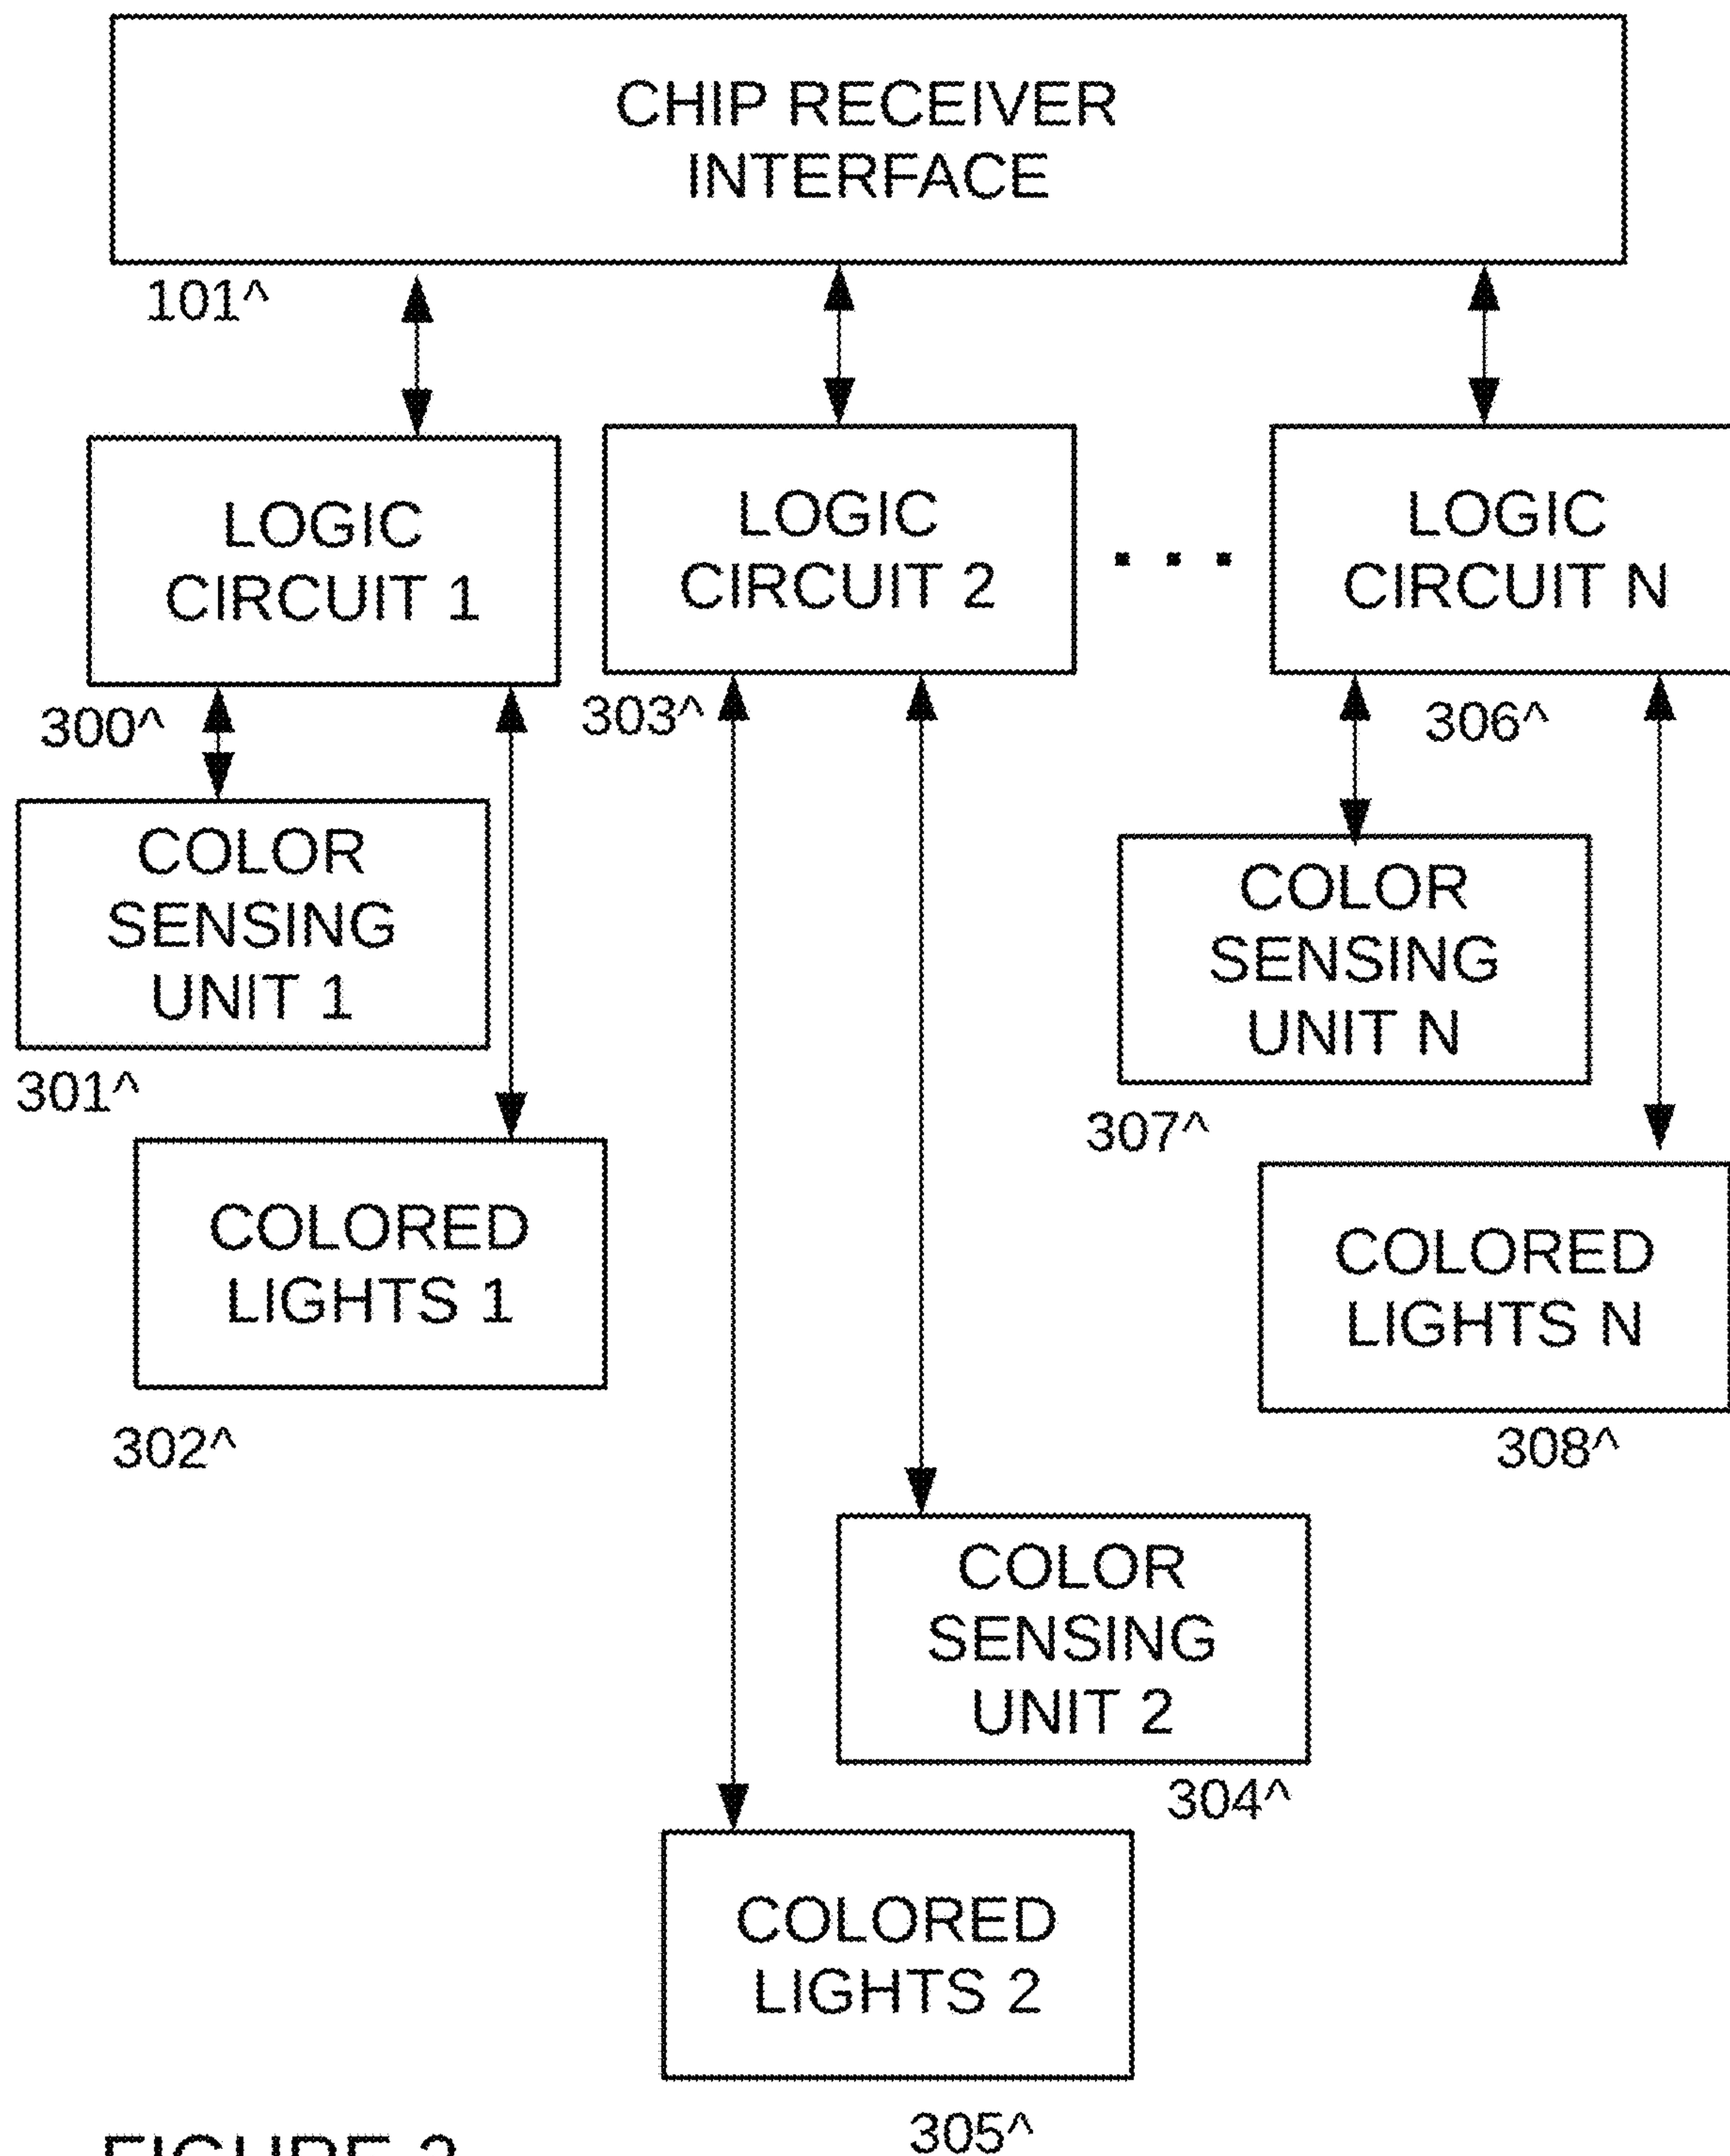 CHIP RECEIVER
INTERFACE
101^
LOGIC
CIRCUIT 1
LOGIC
CIRCUIT 2
. . .
LOGIC
CIRCUIT N
300^
303^
306^
COLOR
SENSING
UNIT 1
COLOR
SENSING
UNIT N
301^
307^
COLORED
LIGHTS 1
COLORED
LIGHTS N
302^
308^
COLOR
SENSING
UNIT 2
304^
COLORED
LIGHTS 2
305^
FIGURE